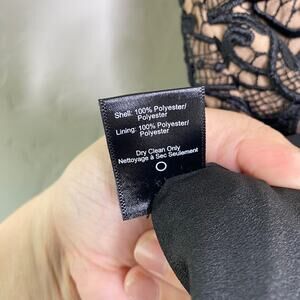 Shell: 100% Polyester/
Polyester
Lining: 100% Polyester/
Polyester
Dry Clean Only
Nettoyage à Sec Seulement